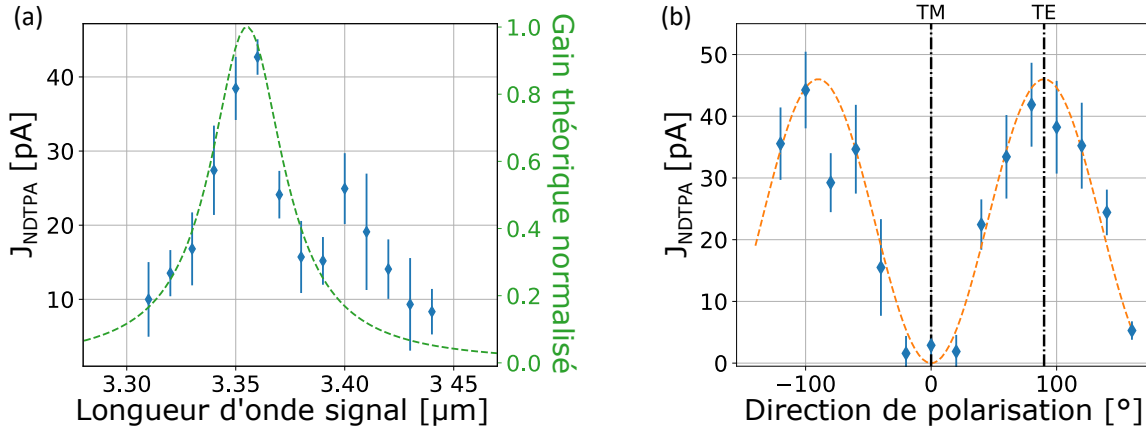 (a)
J_NDTPA [pA]
40
30
20
10
3.30
3.35
3.40
3 45
Longueur d'onde signal [μm]
1.0
0.8
0.6
0.4
0.2
0.0
Gain théorique normalisé
(b)
TM
TE
J_NDTPA [pA]
50
40
30
20
10
0
−100
0
100
Direction de polarisation [°]